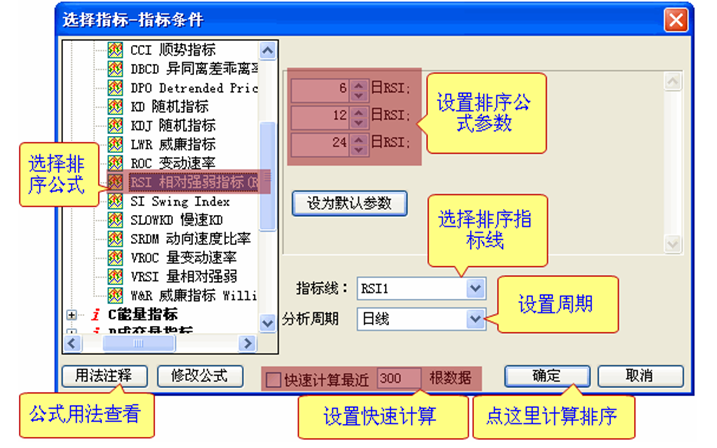 选择指标-指标条件
CCI 顺势指标
DBCD 异同离差乖离率
DPO Detrended Pric
KD 随机指标
KDJ 随机指标
LWR 威廉指标
ROC 变动速率
RSI 相对强弱指标(R
SI Swing Index
SLOWKD 慢速KD
SRDM 动向速度比率
VROC 量变动速率
VRSI 量相对强弱
W&R 威廉指标 Willi
C能量指标
D成交量指标
选择排
序公式
6 日RSI;
12 日RSI;
24 日RSI;
设置排序公
式参数
设为默认参数
选择排序指
标线
指标线： RSI1
分析周期 日线
设置周期
用法注释
修改公式
快速计算最近 300 根数据
确定
取消
公式用法查看
设置快速计算
点这里计算排序